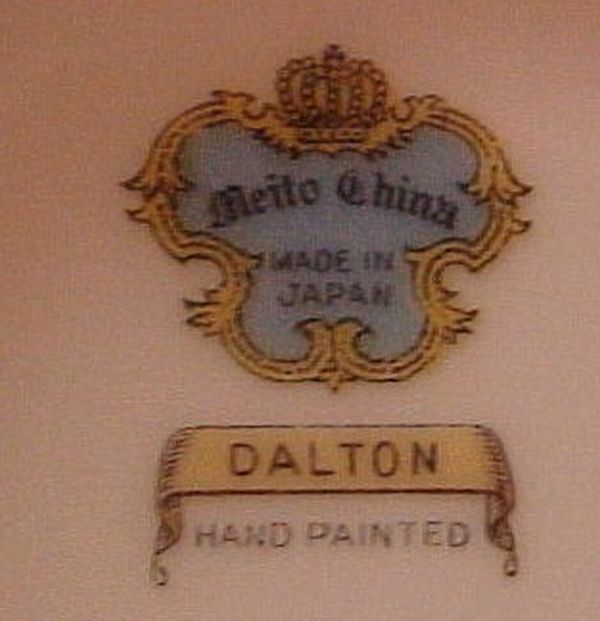 Meito China
MADE IN
JAPAN
DALTON
HAND PAINTED